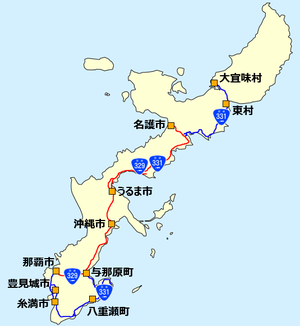 大宜味村
331
東村
名護市
331
329
331
うるま市
沖縄市
那覇市
329
与那原町
豊見城市
331
糸満市
八重瀬町